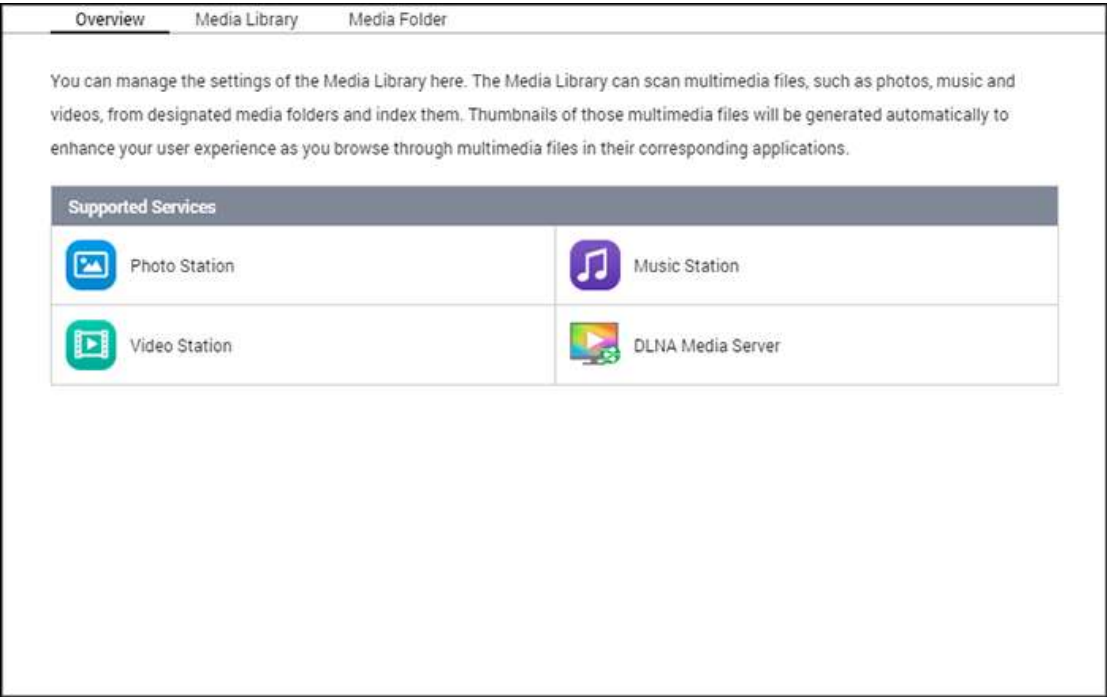 Overview Media Library Media Folder
You can manage the settings of the Media Library here. The Media Library can scan multimedia files, such as photos, music and
videos, from designated media folders and index them. Thumbnails of those multimedia files will be generated automatically to
enhance your user experience as you browse through multimedia files in their corresponding applications.
Supported Services
Photo Station Music Station
Video Station DLNA Media Server